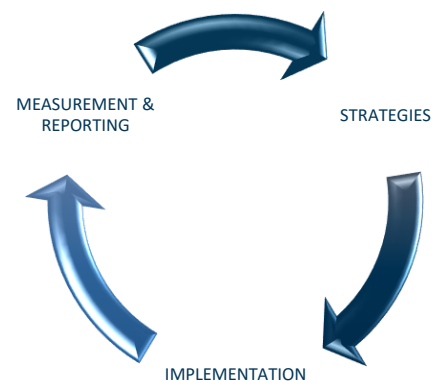 MEASUREMENT &
REPORTING
STRATEGIES
IMPLEMENTATION